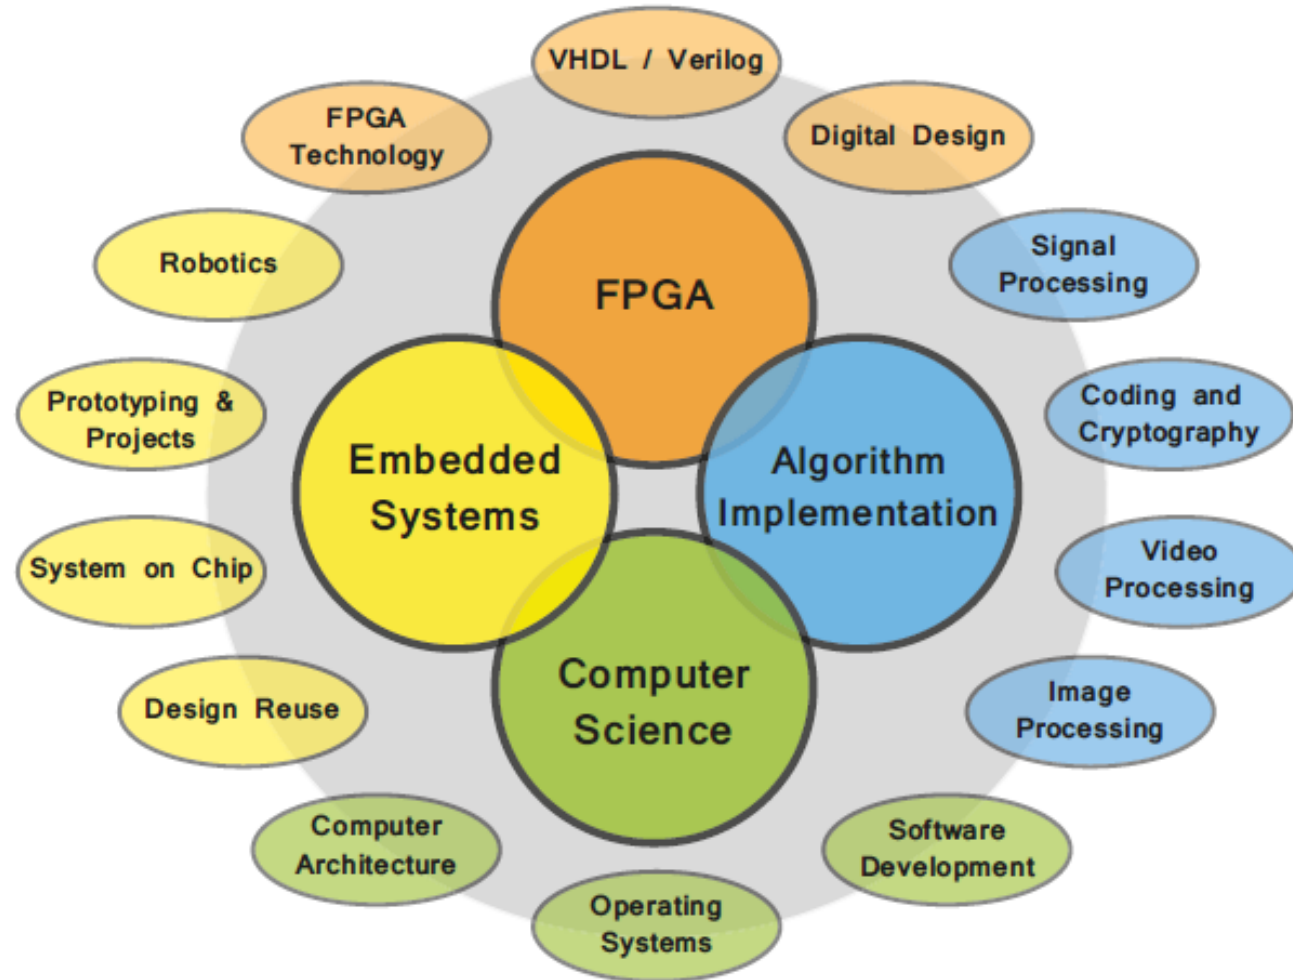 VHDL / Verilog
FPGA
Technology
Digital Design
Robotics
Signal
Processing
FPGA
Prototyping &
Projects
Coding and
Cryptography
Embedded
Systems
Algorithm
Implementation
System on Chip
Video
Processing
Computer
Science
Design Reuse
Image
Processing
Computer
Architecture
Software
Development
Operating
Systems